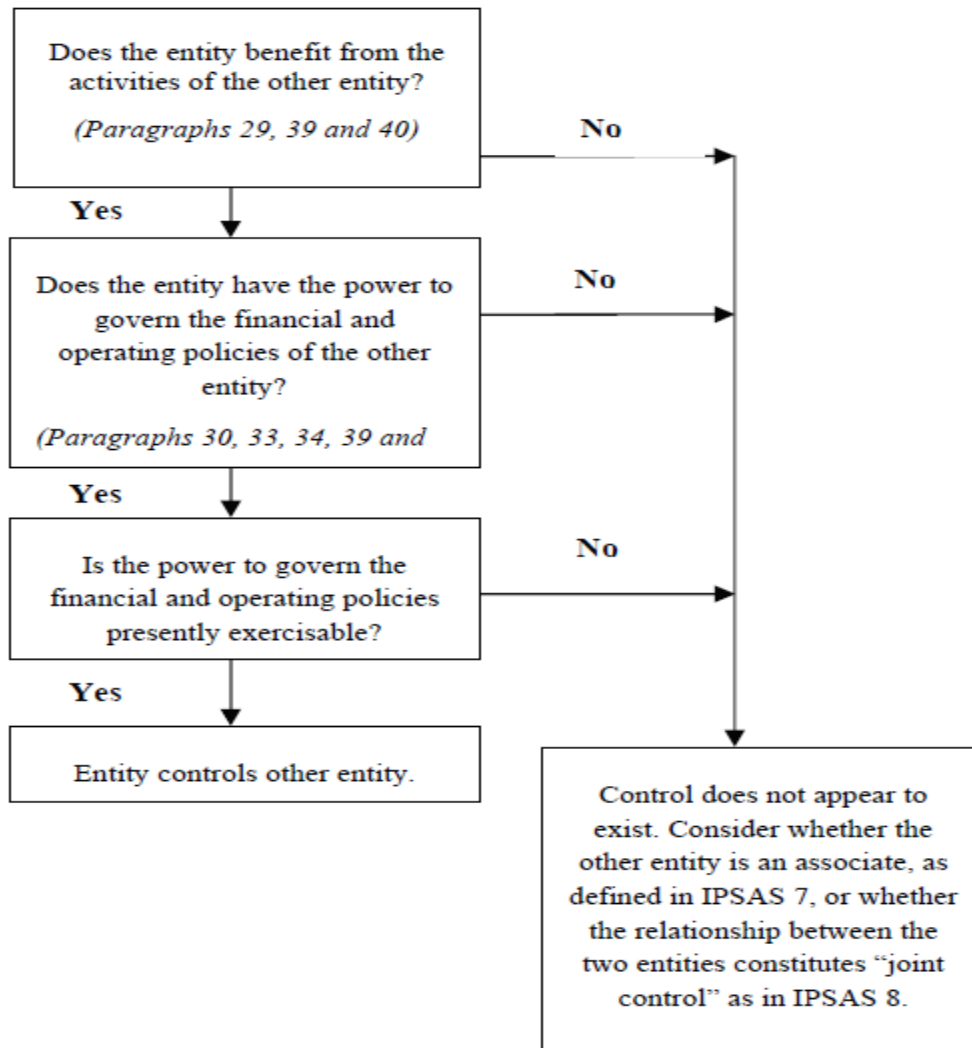 Does the entity benefit from the
activities of the other entity?
(Paragraphs 29, 39 and 40)
No
Yes
Does the entity have the power to
govern the financial and
operating policies of the other
entity?
(Paragraphs 30, 33, 34, 39 and
No
Yes
Is the power to govern the
financial and operating policies
presently exercisable?
No
Yes
Entity controls other entity.
Control does not appear to
exist. Consider whether the
other entity is an associate, as
defined in IPSAS 7, or whether
the relationship between the
two entities constitutes “joint
control” as in IPSAS 8.